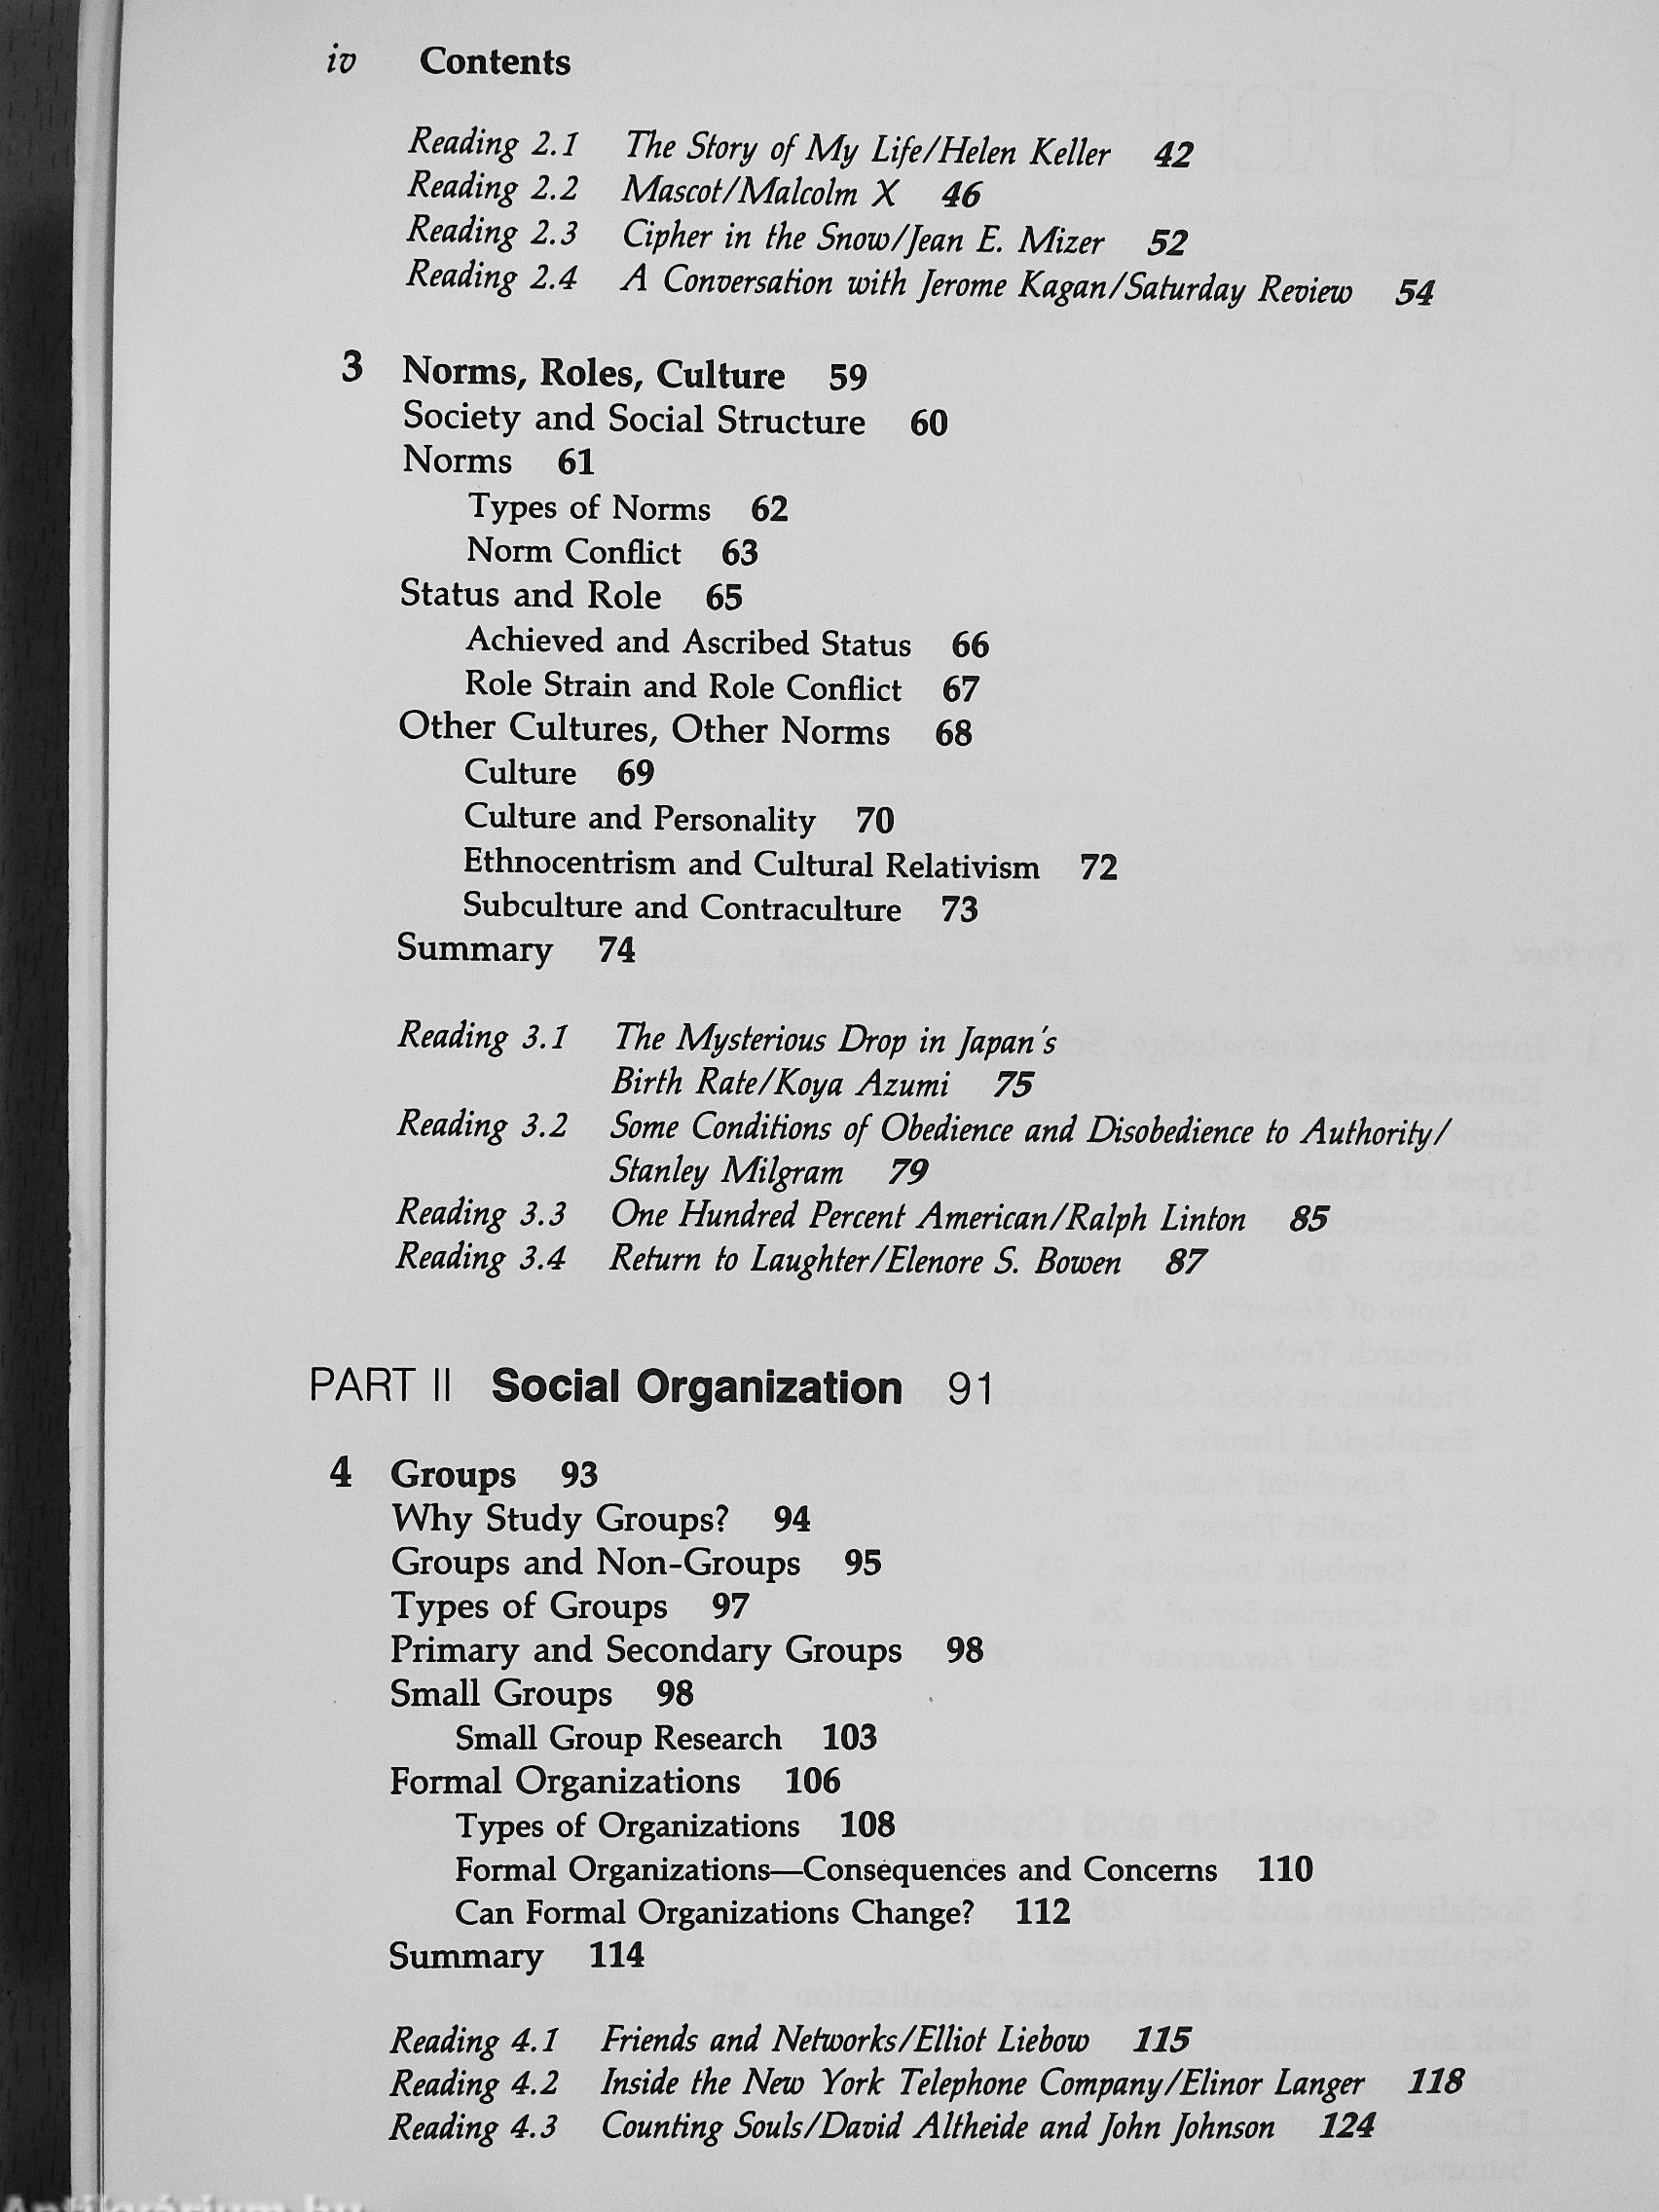 iv Contents
Reading 2.1 The Story of My Life/Helen Keller 42
Reading 2.2 Mascot/Malcolm X 46
Reading 2.3 Cipher in the Snow/Jean E. Mizer 52
Reading 2.4 A Conversation with Jerome Kagan/Saturday Review 54
3 Norms, Roles, Culture 59
Society and Social Structure 60
Norms 61
Types of Norms 62
Norm Conflict 63
Status and Role 65
Achieved and Ascribed Status 66
Role Strain and Role Conflict 67
Other Cultures, Other Norms 68
Culture 69
Culture and Personality 70
Ethnocentrism and Cultural Relativism 72
Subculture and Contraculture 73
Summary 74
Reading 3.1 The Mysterious Drop in Japan's
Birth Rate/Koya Azumi 75
Reading 3.2 Some Conditions of Obedience and Disobedience to Authority/
Stanley Milgram 79
Reading 3.3 One Hundred Percent American/Ralph Linton 85
Reading 3.4 Return to Laughter/Elenore S. Bowen 87
PART II Social Organization 91
4 Groups 93
Why Study Groups? 94
Groups and Non-Groups 95
Types of Groups 97
Primary and Secondary Groups 98
Small Groups 98
Small Group Research 103
Formal Organizations 106
Types of Organizations 108
Formal Organizations—Consequences and Concerns 110
Can Formal Organizations Change? 112
Summary 114
Reading 4.1 Friends and Networks/Elliot Liebow 115
Reading 4.2 Inside the New York Telephone Company/Elinor Langer 118
Reading 4.3 Counting Souls/David Altheide and John Johnson 124